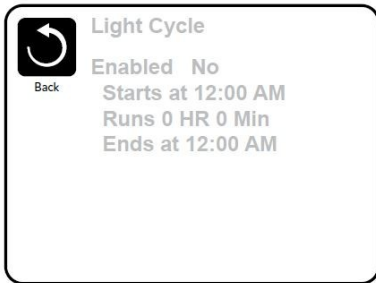 Light Cycle
Back
Enabled No
Starts at 12:00 AM
Runs 0 HR 0 Min
Ends at 12:00 AM